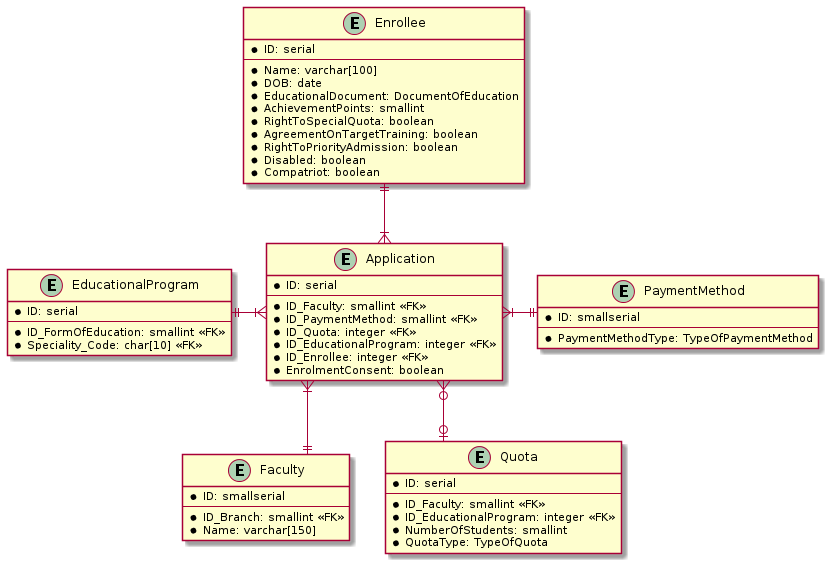 E Enrollee
ID: serial
Name: varchar[100]
DOB: date
EducationalDocument: DocumentOfEducation
AchievementPoints: smallint
RightToSpecialQuota: boolean
AgreementOnTargetTraining: boolean
RightToPriorityAdmission: boolean
Disabled: boolean
Compatriot: boolean
E Application
ID: serial
ID_Faculty: smallint «FK»
ID_PaymentMethod: smallint «FK»
ID_Quota: integer «FK»
ID_EducationalProgram: integer «FK»
ID_Enrollee: integer «FK»
EnrolmentConsent: boolean
E EducationalProgram
ID: serial
ID_FormOfEducation: smallint «FK»
Speciality_Code: char[10] «FK»
E PaymentMethod
ID: smallserial
PaymentMethodType: TypeOfPaymentMethod
E Faculty
ID: smallserial
ID_Branch: smallint «FK»
Name: varchar[150]
E Quota
ID: serial
ID_Faculty: smallint «FK»
ID_EducationalProgram: integer «FK»
NumberOfStudents: smallint
QuotaType: TypeOfQuota